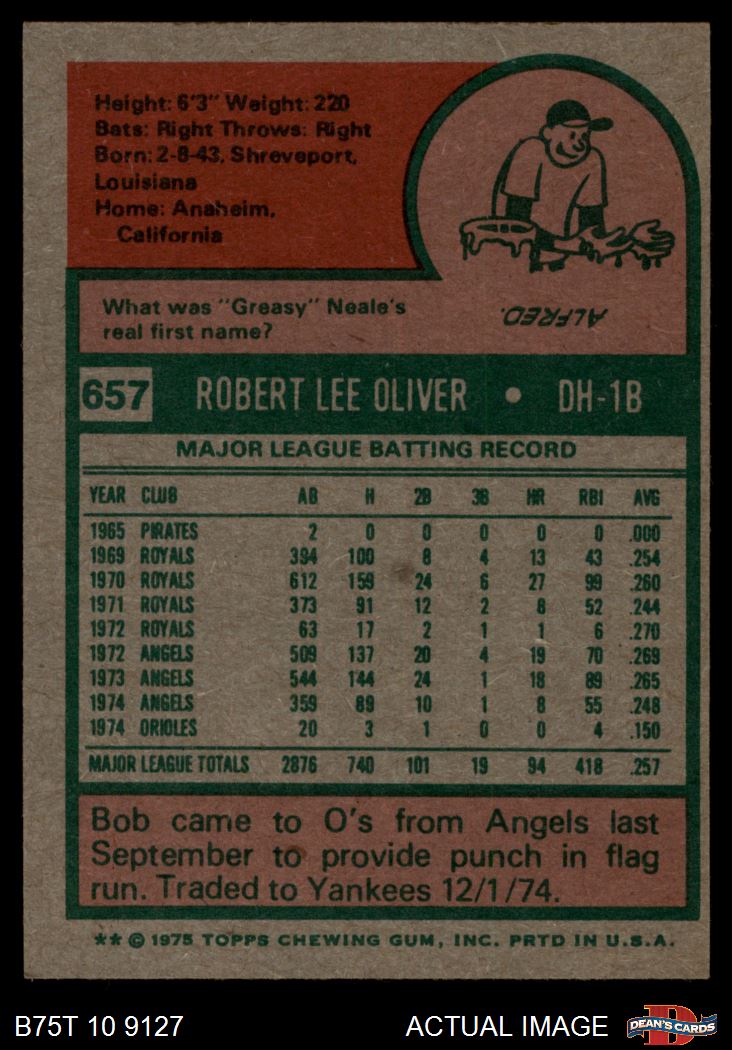 Height: 6'3" Weight: 220
Bats: Right Throws: Right
Born: 2-8-43, Shreveport,
Louisiana
Home: Anaheim,
California
What was "Greasy" Neale's
real first name?
ALFRED.
657 ROBERT LEE OLIVER • DH-1B
MAJOR LEAGUE BATTING RECORD
YEAR CLUB AB H 2B 3B HR RBI AVG
1965 PIRATES 2 0 0 0 0 0 .000
1969 ROYALS 394 100 8 4 13 43 .254
1970 ROYALS 612 159 24 6 27 99 .260
1971 ROYALS 373 91 12 2 8 52 .244
1972 ROYALS 63 17 2 1 1 6 .270
1972 ANGELS 509 137 20 4 19 70 .269
1973 ANGELS 544 144 24 1 18 89 .265
1974 ANGELS 359 89 10 1 8 55 .248
1974 ORIOLES 20 3 1 0 0 4 .150
MAJOR LEAGUE TOTALS 2876 740 101 19 94 418 .257
Bob came to O's from Angels last
September to provide punch in flag
run. Traded to Yankees 12/1/74.
** © 1975 TOPPS CHEWING GUM, INC. PRTD IN U.S.A.
B75T 10 9127 ACTUAL IMAGE DEAN'S CARDS